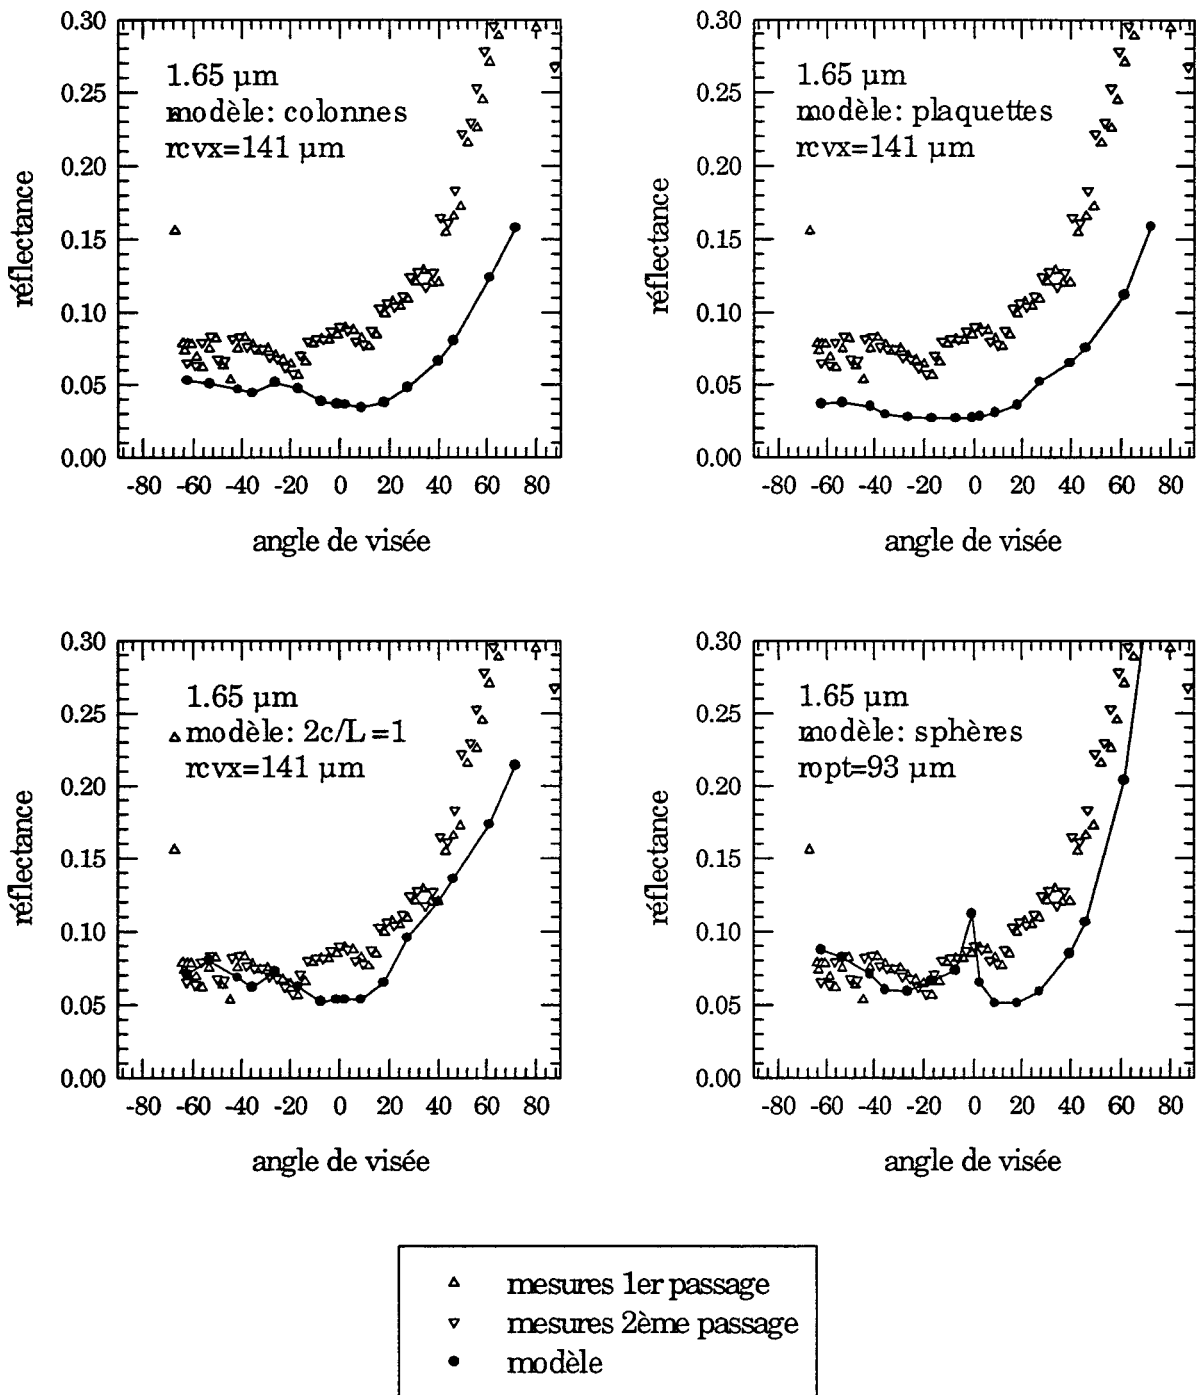 0.30
0.25
0.20
0.15
0.10
0.05
0.00
réflectance
1.65 µm
modèle: colonnes
rcvx=141 µm
-80 -60 -40 -20 0 20 40 60 80
angle de visée
0.30
0.25
0.20
0.15
0.10
0.05
0.00
réflectance
1.65 µm
modèle: plaquettes
rcvx=141 µm
-80 -60 -40 -20 0 20 40 60 80
angle de visée
0.30
0.25
0.20
0.15
0.10
0.05
0.00
réflectance
1.65 µm
modèle: 2c/L=1
rcvx=141 µm
-80 -60 -40 -20 0 20 40 60 80
angle de visée
0.30
0.25
0.20
0.15
0.10
0.05
0.00
réflectance
1.65 µm
modèle: sphères
ropt=93 µm
-80 -60 -40 -20 0 20 40 60 80
angle de visée
mesures 1er passage
mesures 2ème passage
modèle